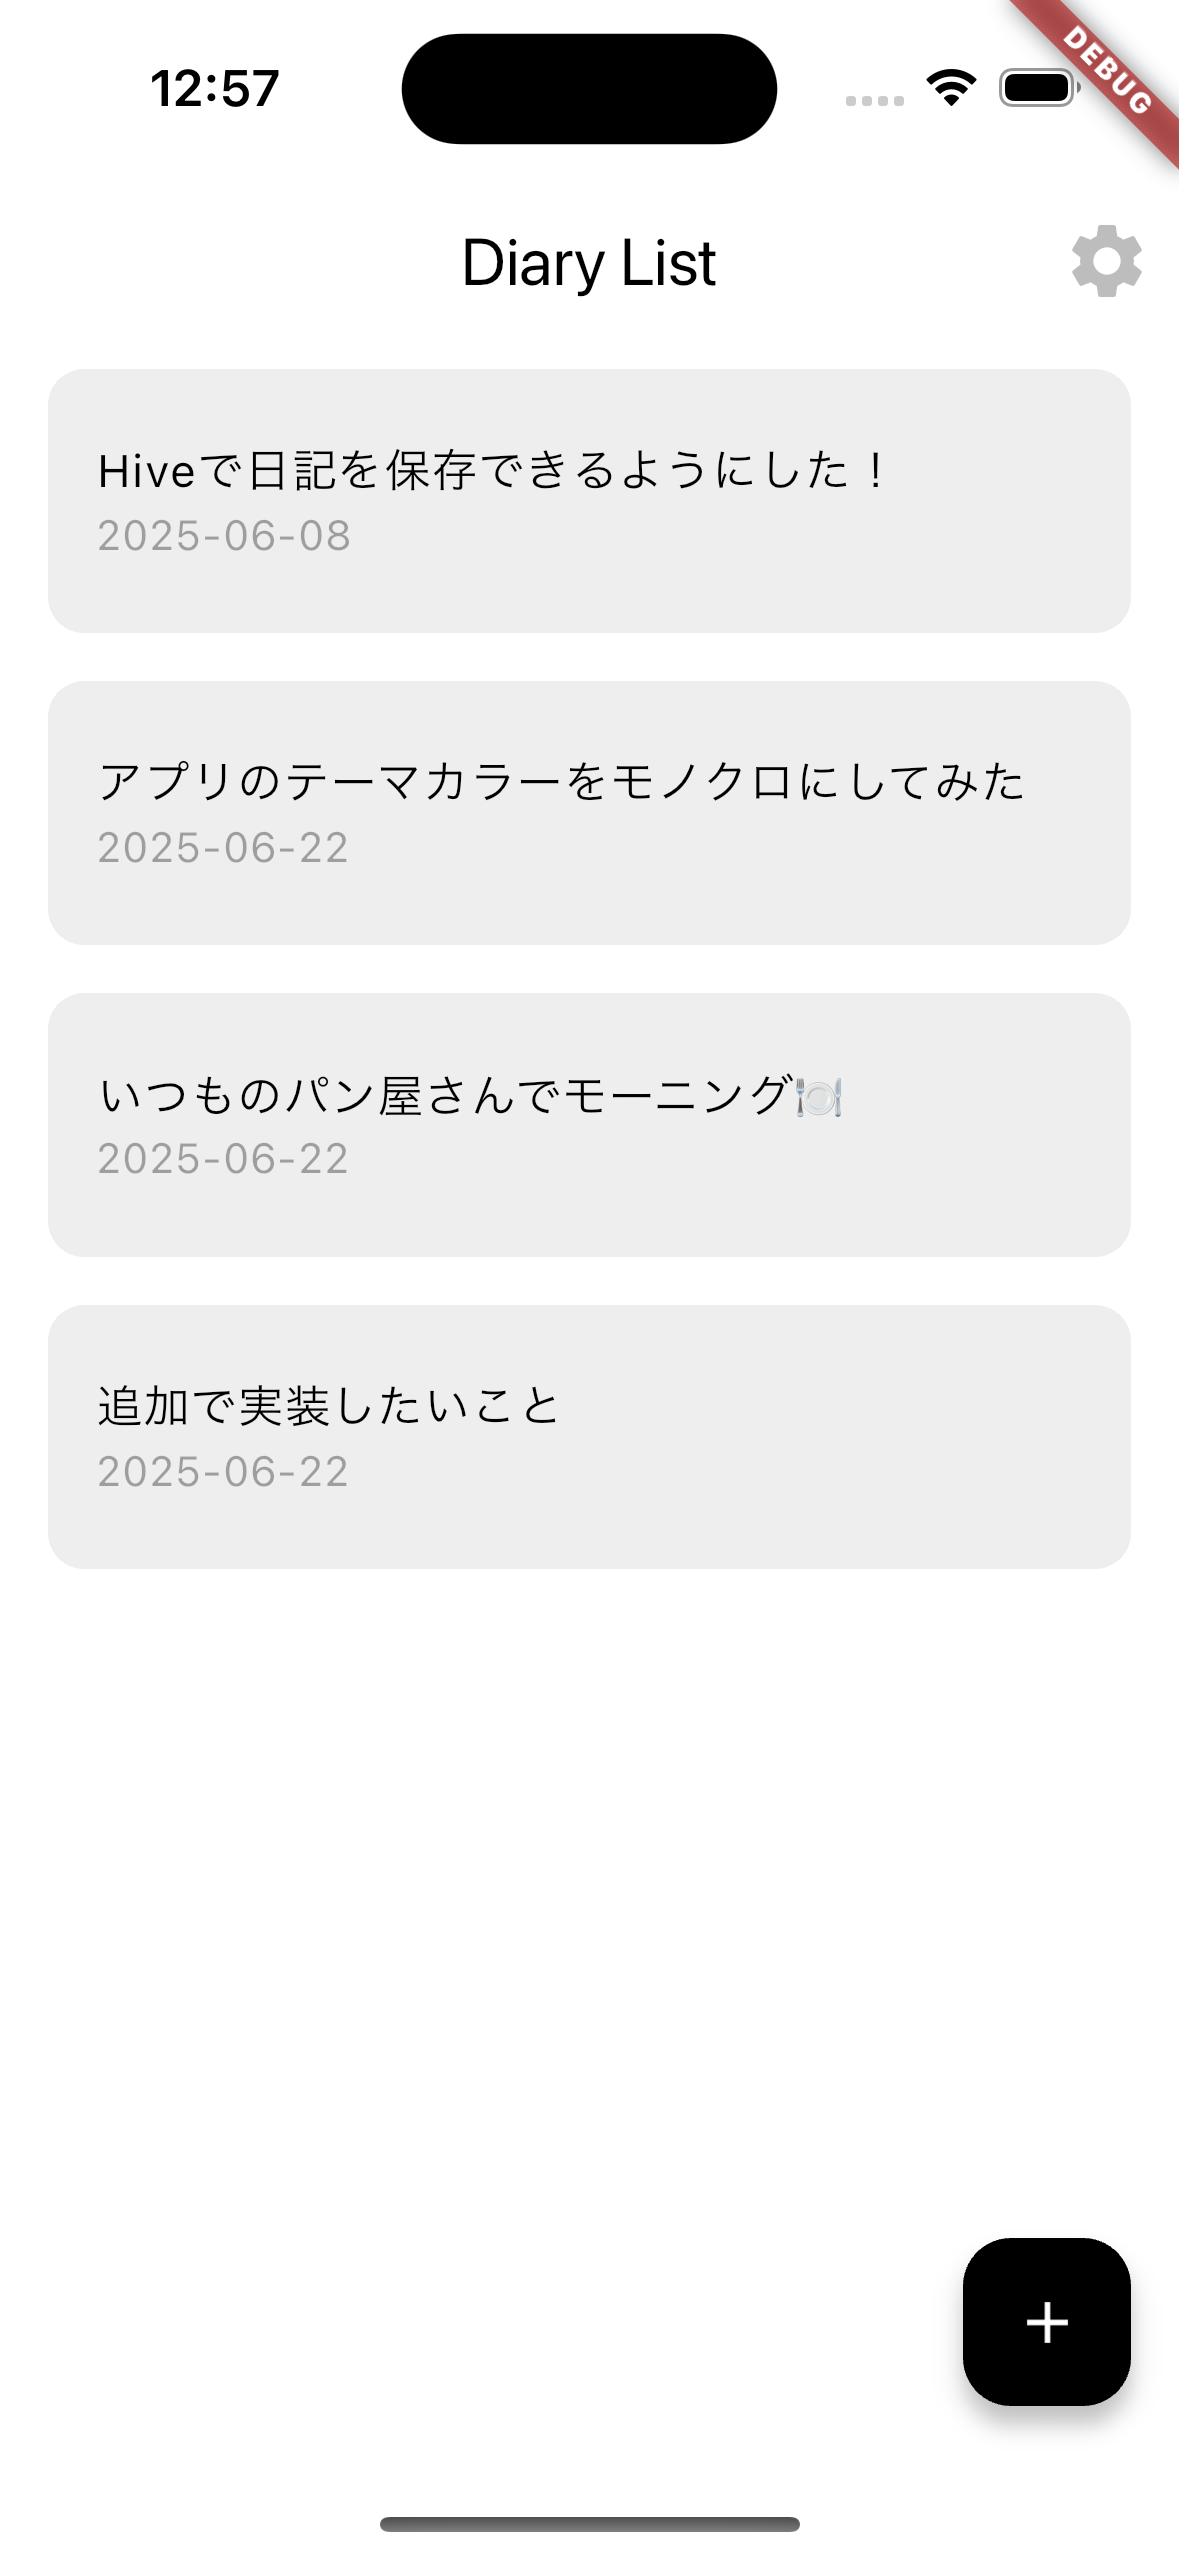 12:57
DEBUG
Diary List
Hiveで日記を保存できるようにした！
2025-06-08
アプリのテーマカラーをモノクロにしてみた
2025-06-22
いつものパン屋さんでモーニング🍽️
2025-06-22
追加で実装したいこと
2025-06-22